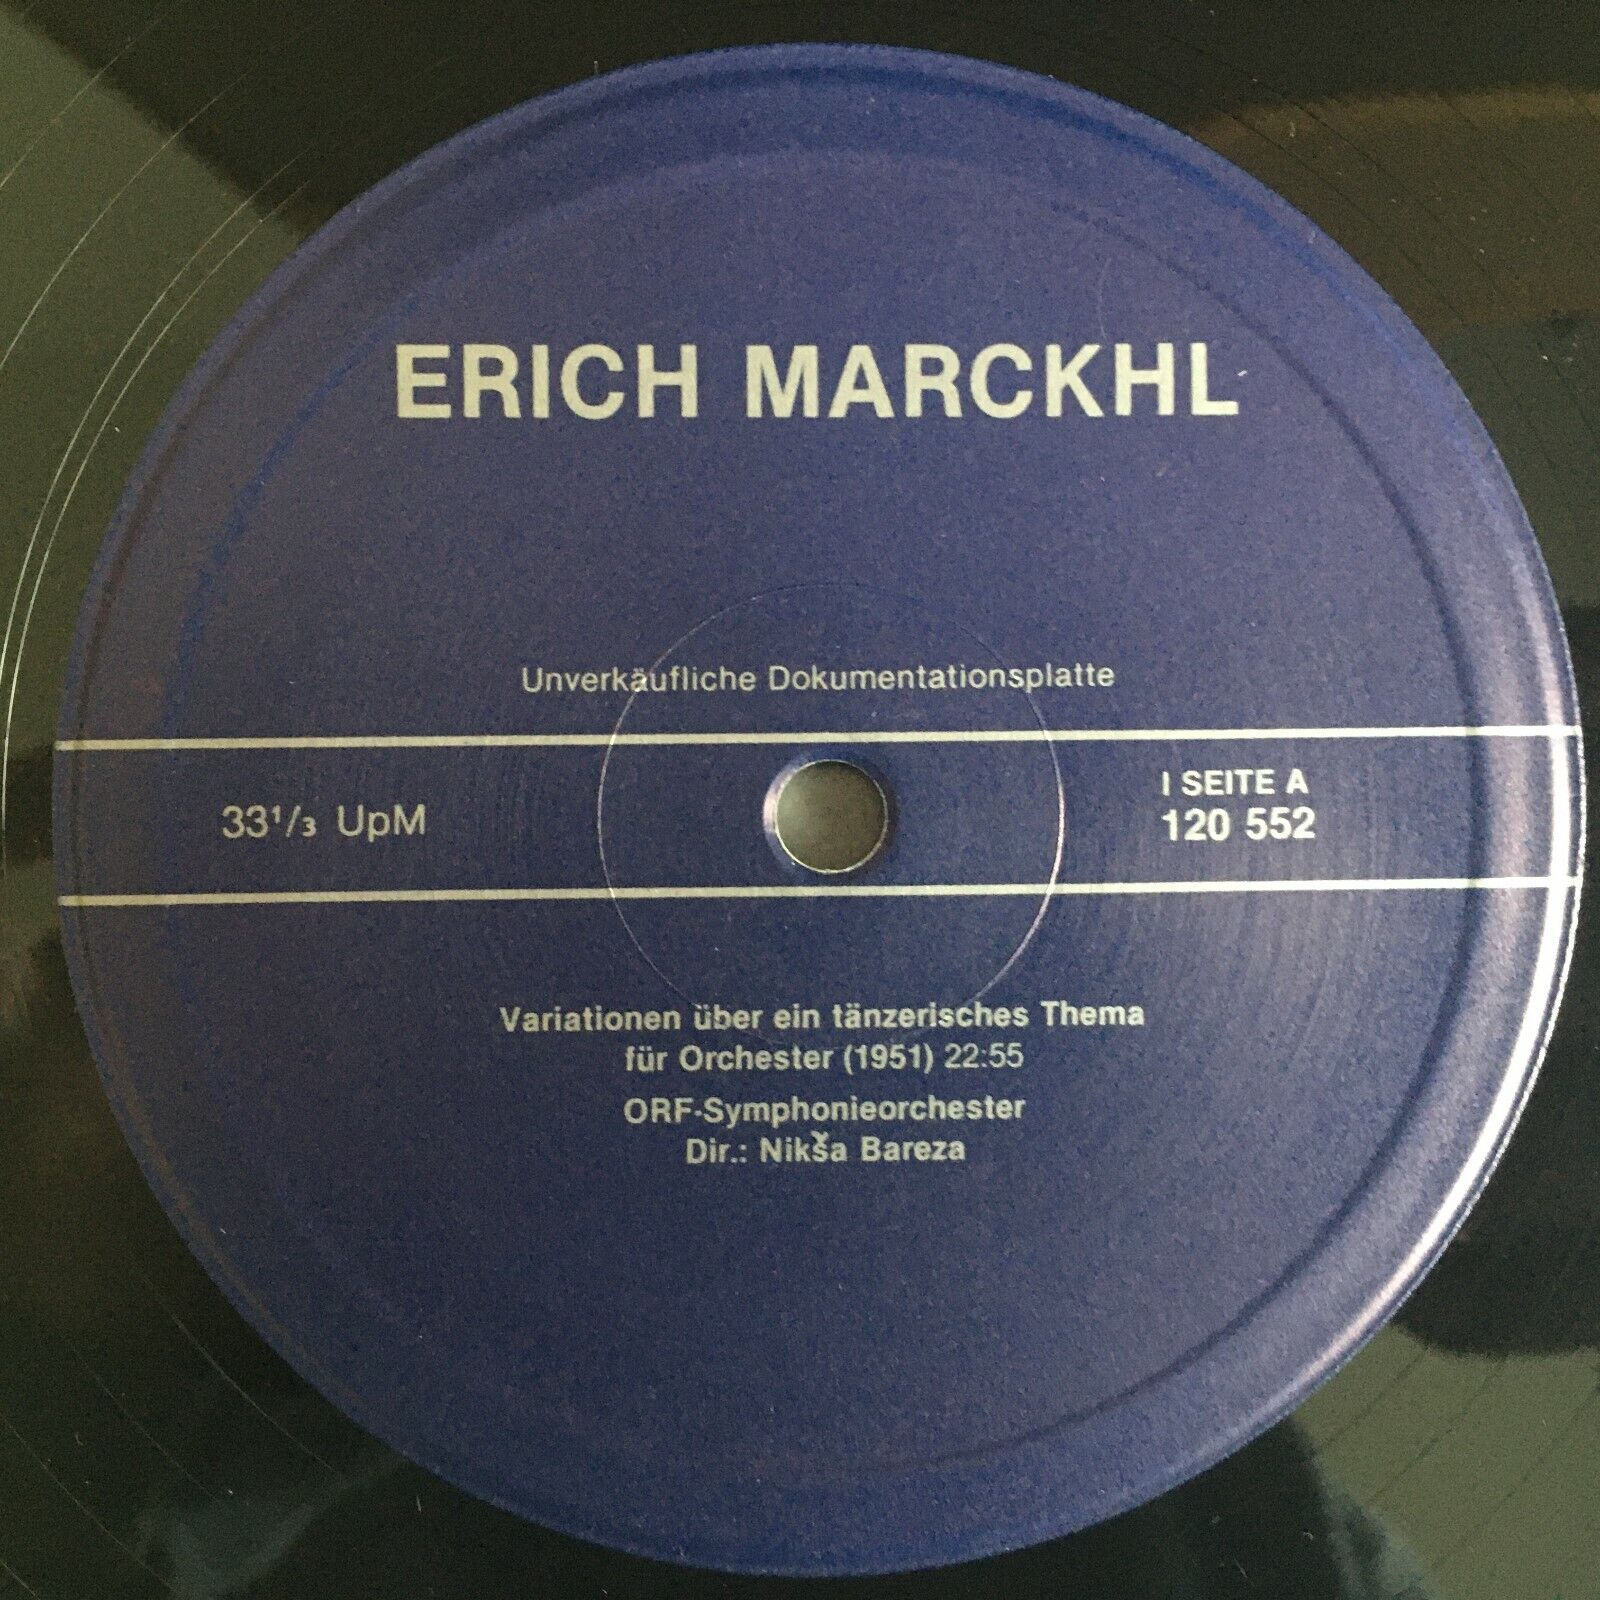 ERICH MARCKHL
Unverkäufliche Dokumentationsplatte
33¹/₃ UpM
I SEITE A
120 552
Variationen über ein tänzerisches Thema
für Orchester (1951) 22:55
ORF-Symphonieorchester
Dir.: Nikša Bareza